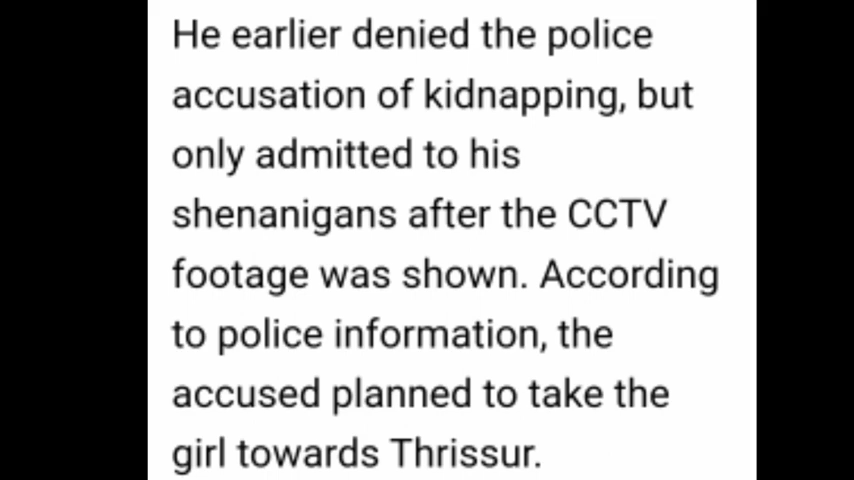 He earlier denied the police
accusation of kidnapping, but
only admitted to his
shenanigans after the CCTV
footage was shown. According
to police information, the
accused planned to take the
girl towards Thrissur.